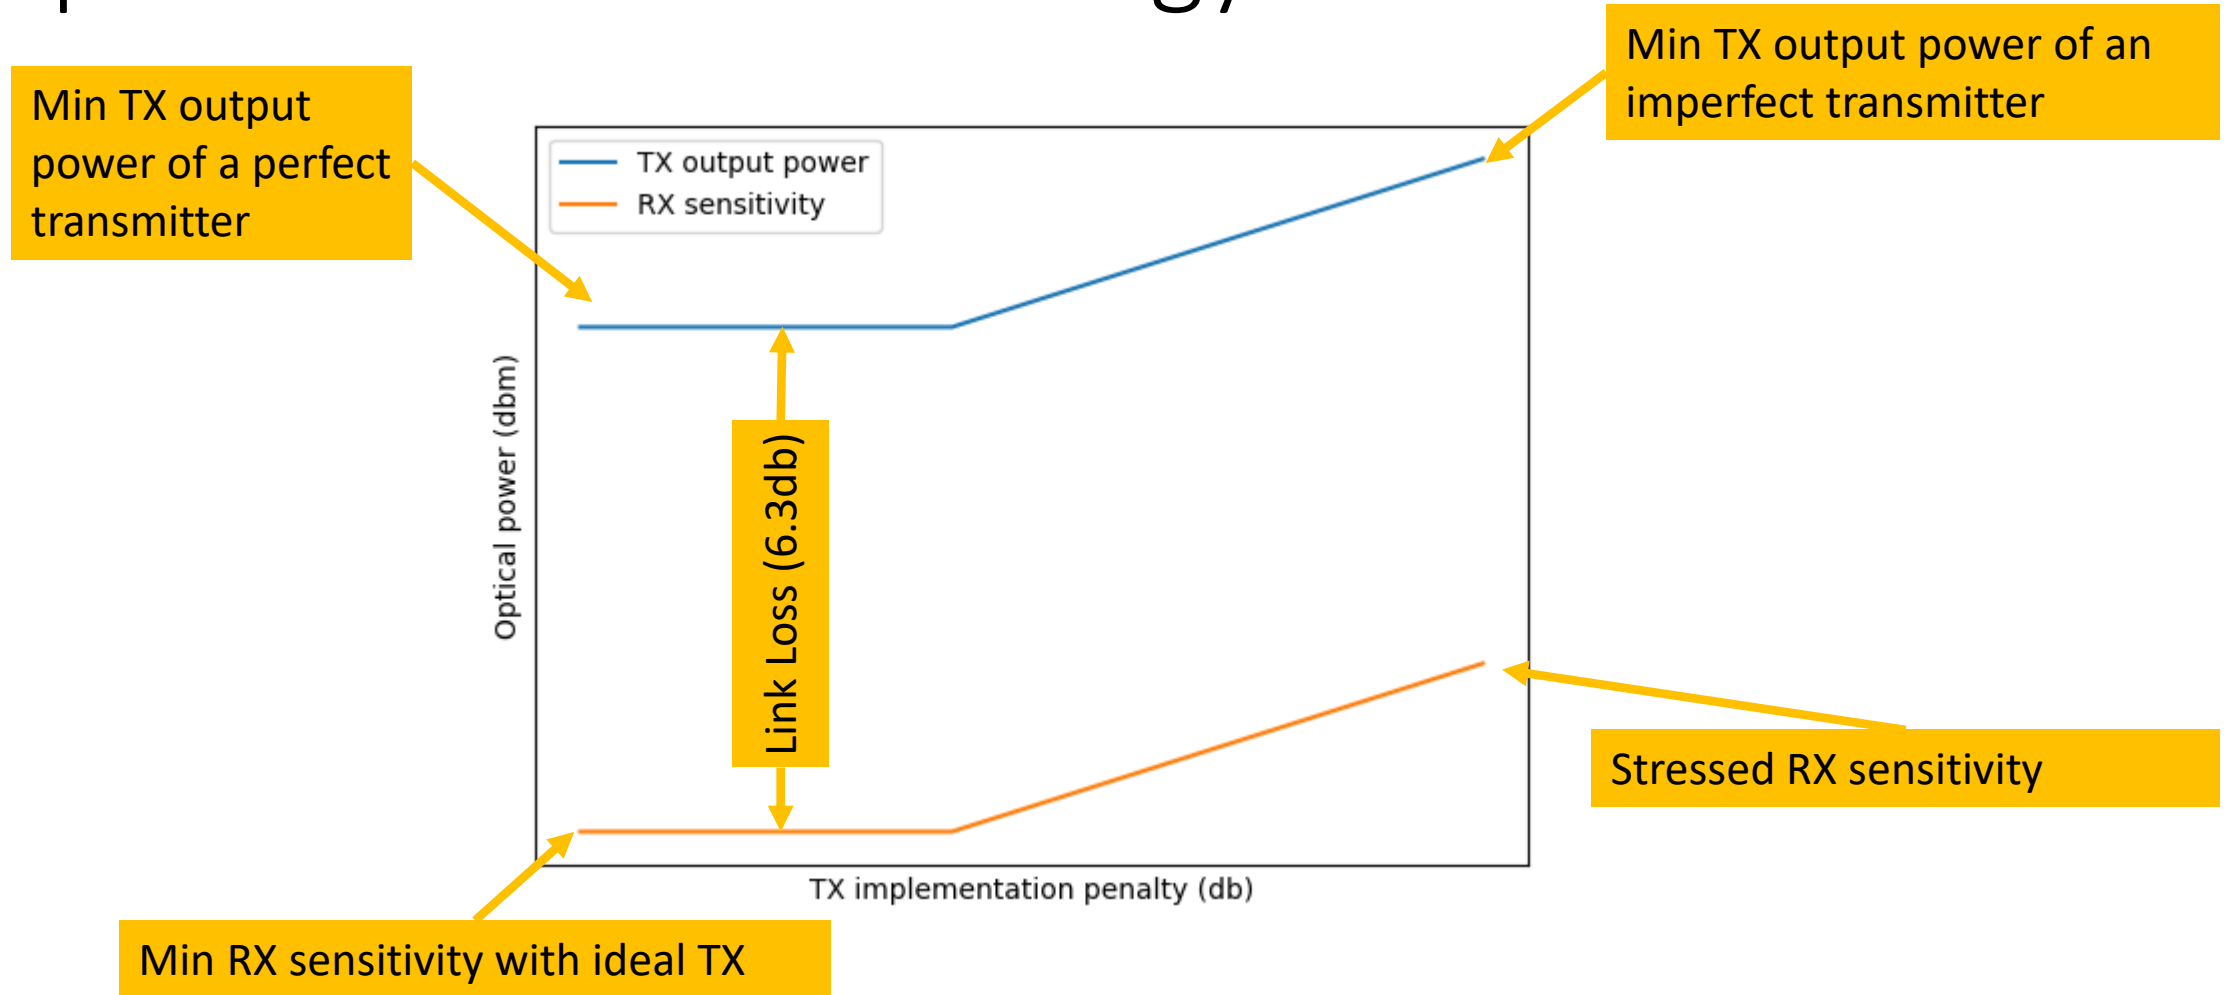 Min TX output power of an
imperfect transmitter
Min TX output
power of a perfect
transmitter
TX output power
RX sensitivity
Optical power (dbm)
Link Loss (6.3db)
Stressed RX sensitivity
TX implementation penalty (db)
Min RX sensitivity with ideal TX